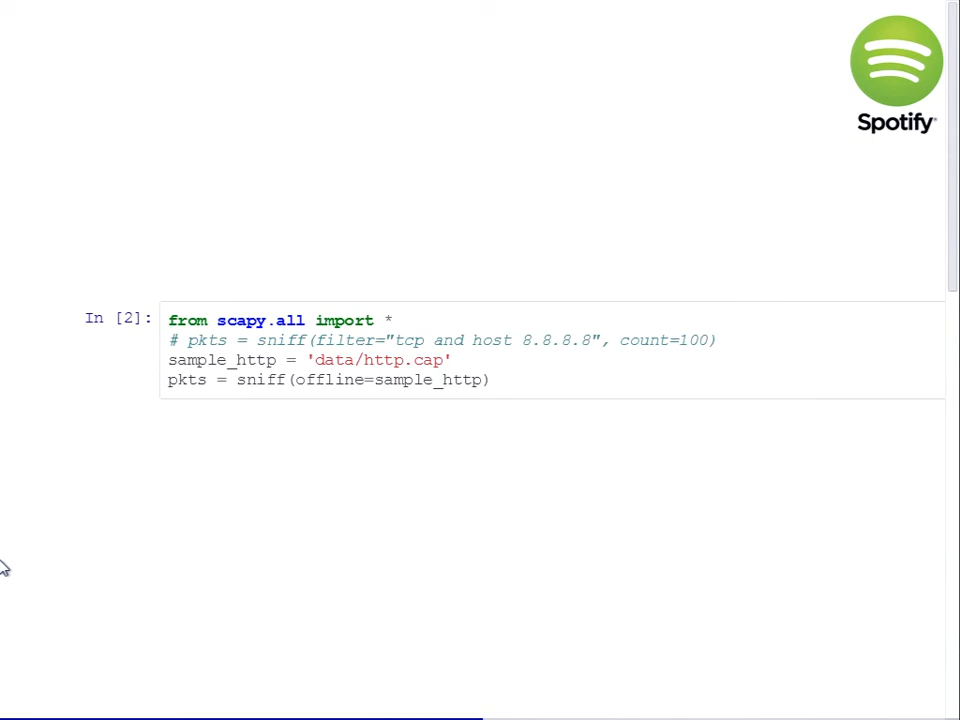 Spotify
In [2]:
from scapy.all import *
# pkts = sniff(filter="tcp and host 8.8.8.8", count=100)
sample_http = 'data/http.cap'
pkts = sniff(offline=sample_http)